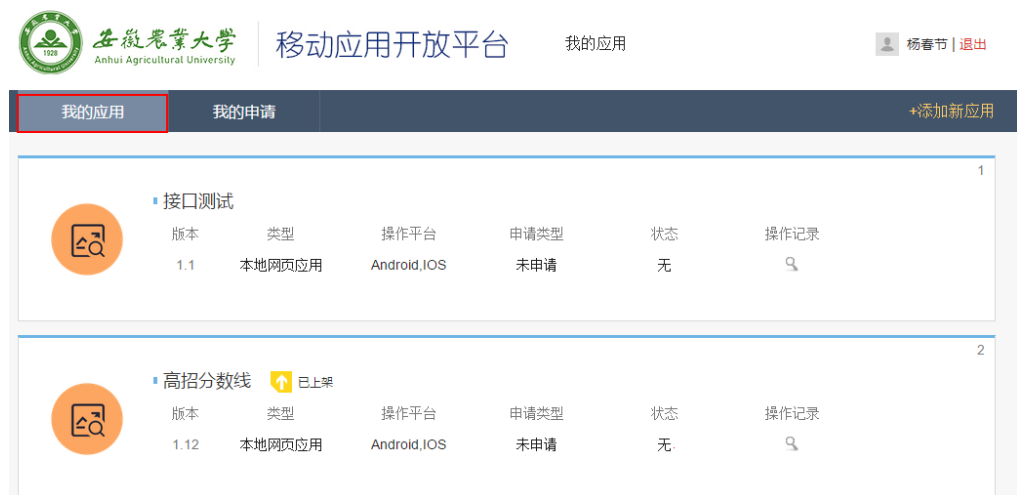 安徽農業大学
Anhui Agricultural University
1928
移动应用开放平台
我的应用
杨春节 | 退出
我的应用
我的申请
+添加新应用
1
接口测试
版本 类型 操作平台 申请类型 状态 操作记录
1.1 本地网页应用 Android,IOS 未申请 无
2
高招分数线 已上架
版本 类型 操作平台 申请类型 状态 操作记录
1.12 本地网页应用 Android,IOS 未申请 无